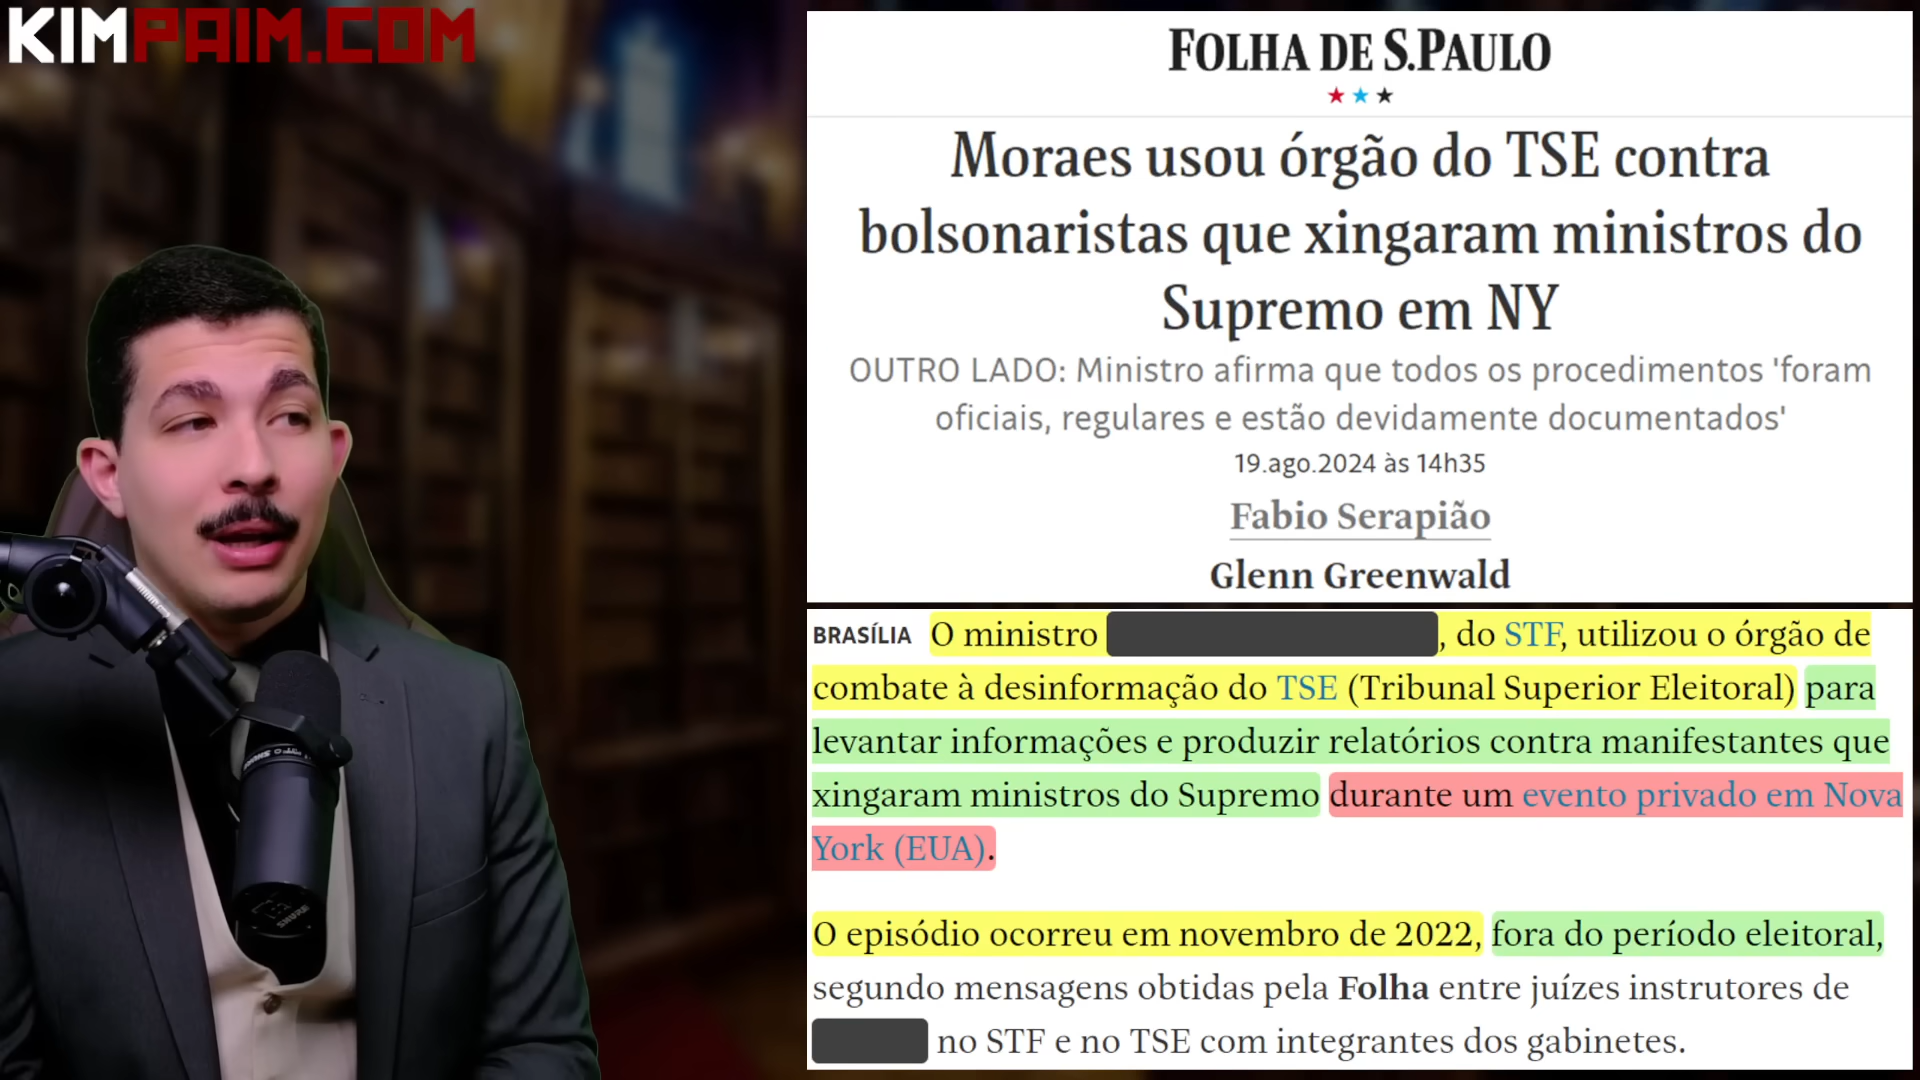 KIMPAIM.COM
FOLHA DE S.PAULO
Moraes usou órgão do TSE contra
bolsonaristas que xingaram ministros do
Supremo em NY
OUTRO LADO: Ministro afirma que todos os procedimentos 'foram
oficiais, regulares e estão devidamente documentados'
19.ago.2024 às 14h35
Fabio Serapião
Glenn Greenwald
BRASÍLIA O ministro , do STF, utilizou o órgão de
combate à desinformação do TSE (Tribunal Superior Eleitoral) para
levantar informações e produzir relatórios contra manifestantes que
xingaram ministros do Supremo durante um evento privado em Nova
York (EUA).
O episódio ocorreu em novembro de 2022, fora do período eleitoral,
segundo mensagens obtidas pela Folha entre juízes instrutores de
no STF e no TSE com integrantes dos gabinetes.
SHURE